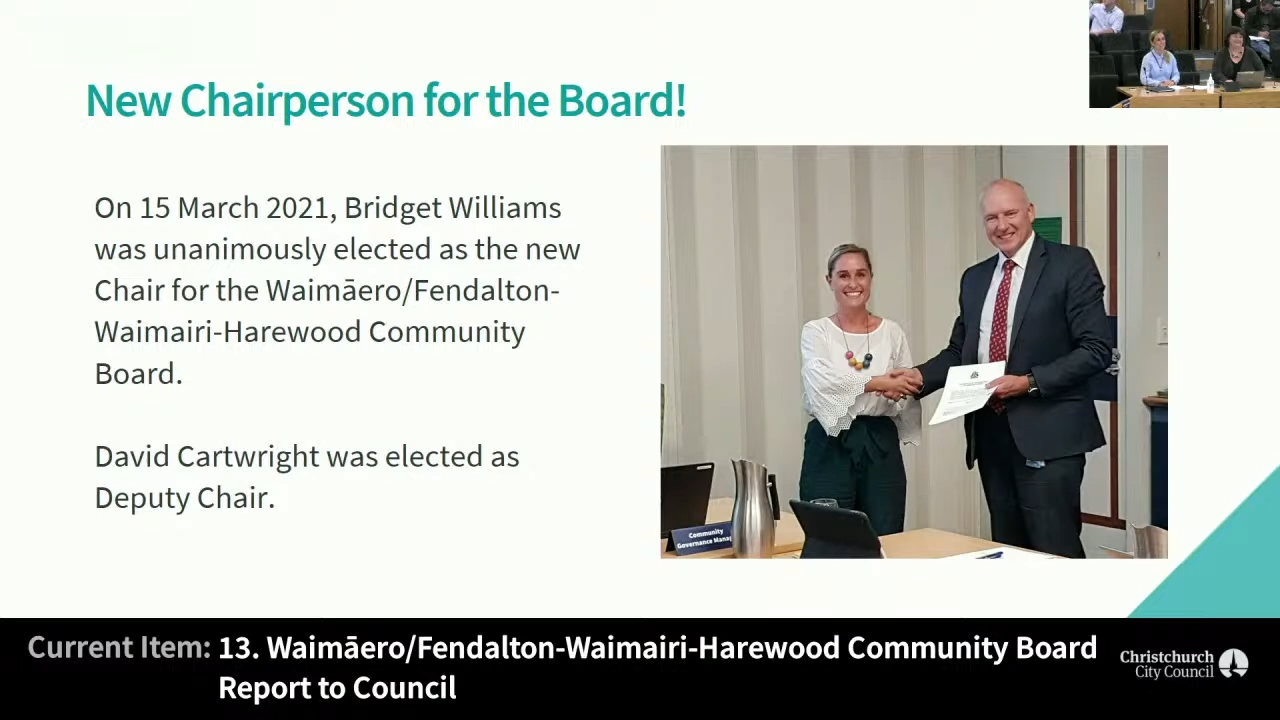 New Chairperson for the Board!
On 15 March 2021, Bridget Williams
was unanimously elected as the new
Chair for the Waimāero/Fendalton-
Waimairi-Harewood Community
Board.
David Cartwright was elected as
Deputy Chair.
Community
Governance
Current Item: 13. Waimāero/Fendalton-Waimairi-Harewood Community Board
Report to Council
Christchurch
City Council